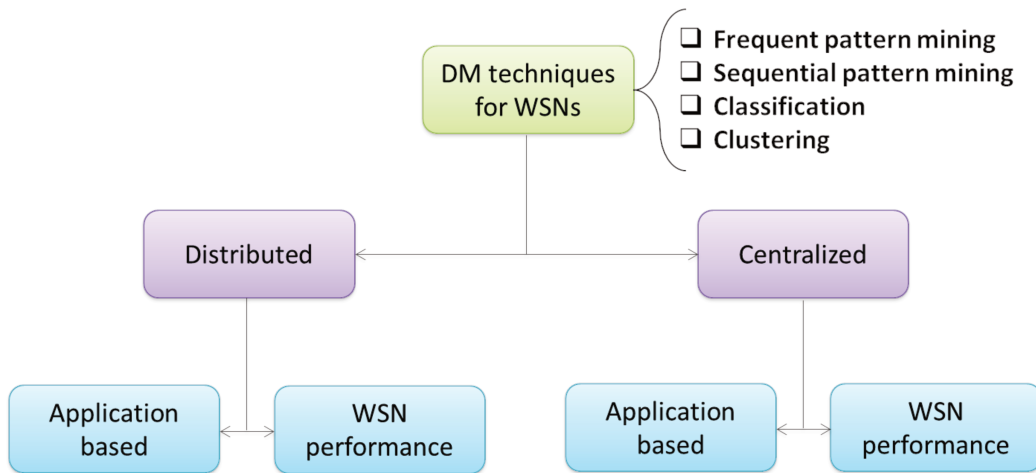 DM techniques
for WSNs
❑ Frequent pattern mining
❑ Sequential pattern mining
❑ Classification
❑ Clustering
Distributed
Centralized
Application
based
WSN
performance
Application
based
WSN
performance